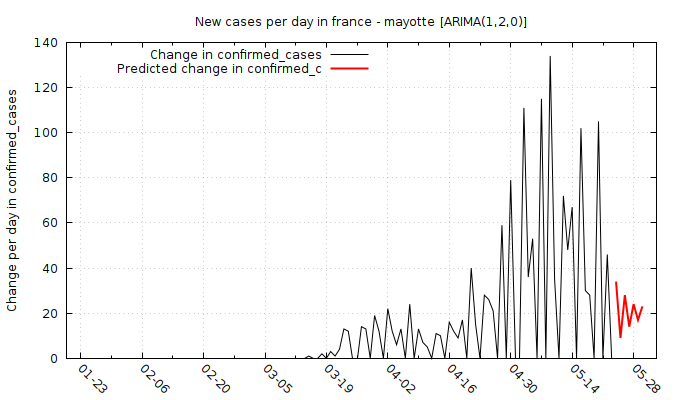 New cases per day in france - mayotte [ARIMA(1,2,0)]
Change in confirmed_cases
Predicted change in confirmed_c
Change per day in confirmed_cases
140
120
100
80
60
40
20
0
01-23 02-06 02-20 03-05 03-19 04-02 04-16 04-30 05-14 05-28